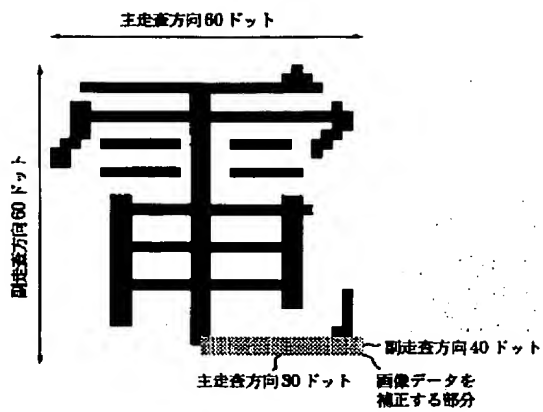 主走査方向60ドット
副走査方向60ドット
電
副走査方向40ドット
主走査方向30ドット
画像データを
補正する部分